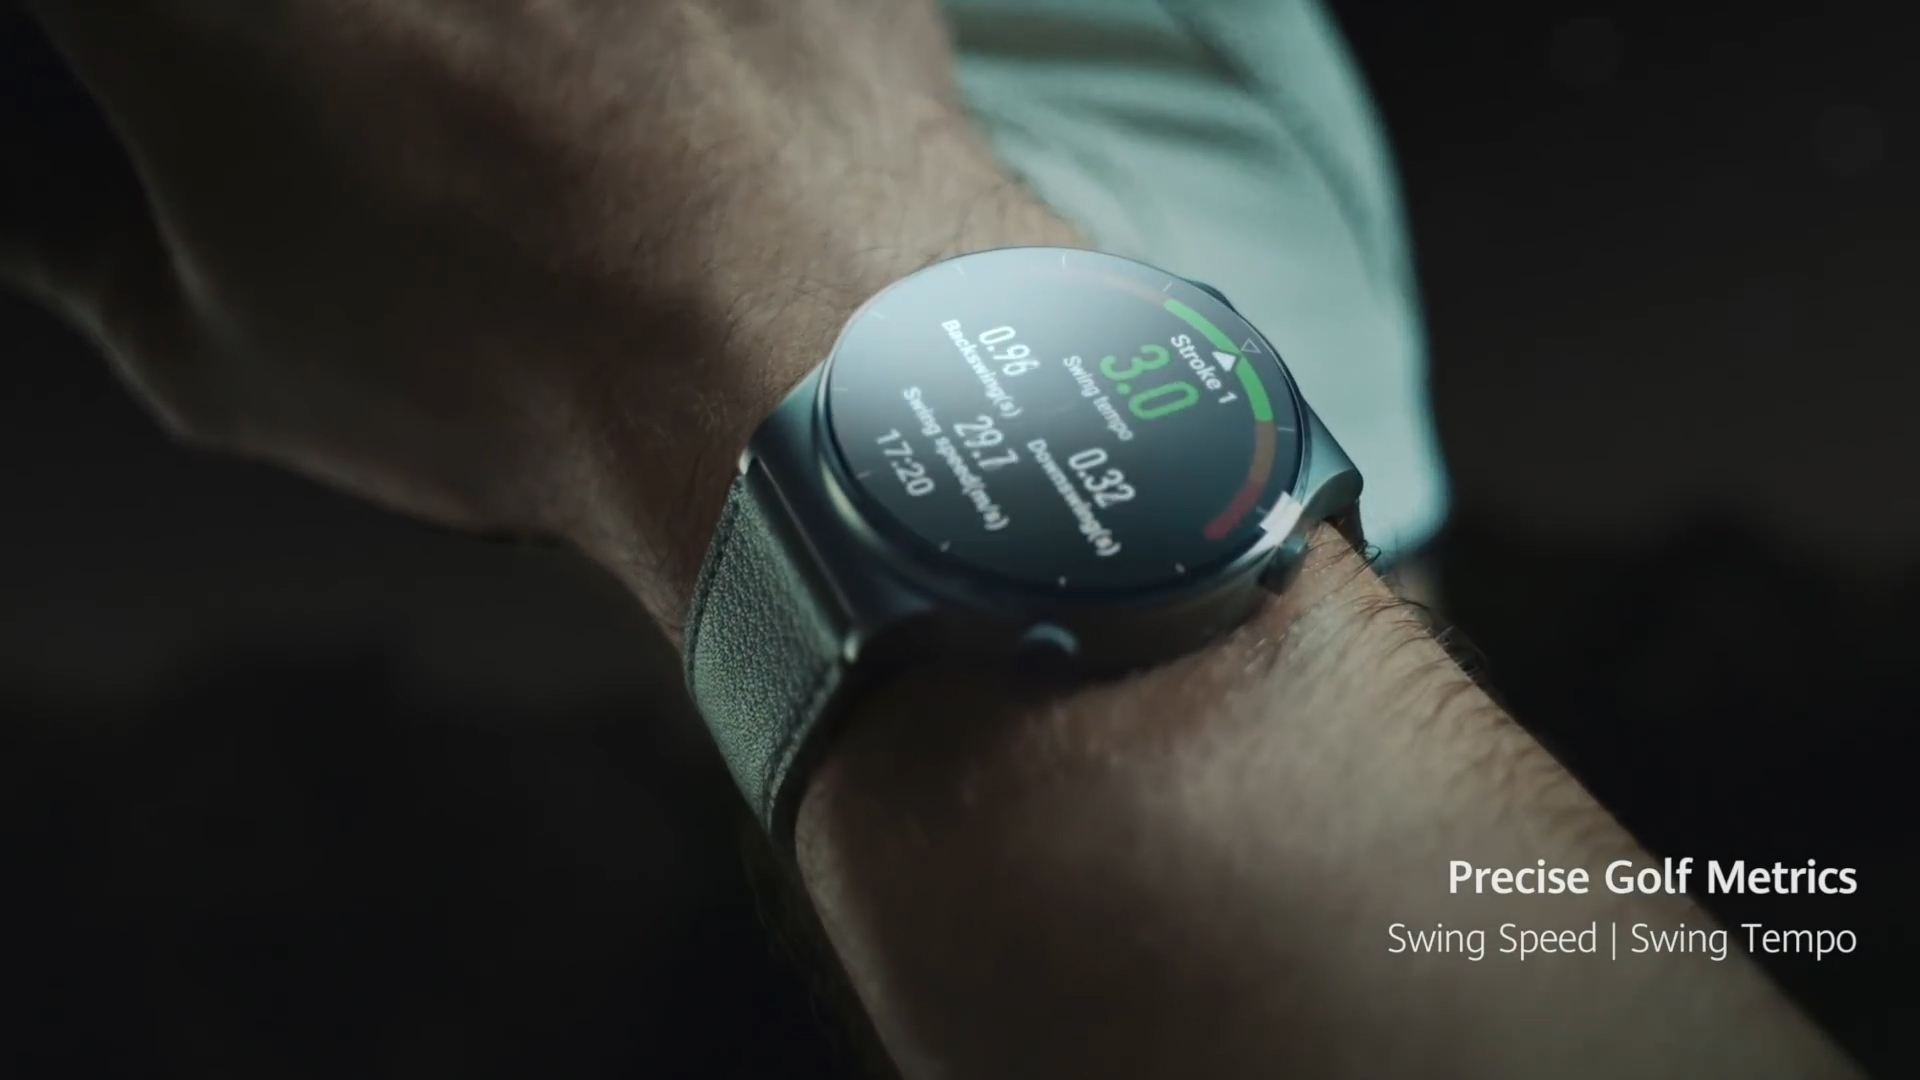 Stroke 1
3.0
Swing tempo
0.96
Backswing(s)
0.32
Downswing(s)
29.7
Swing speed(m/s)
17:20
Precise Golf Metrics
Swing Speed | Swing Tempo